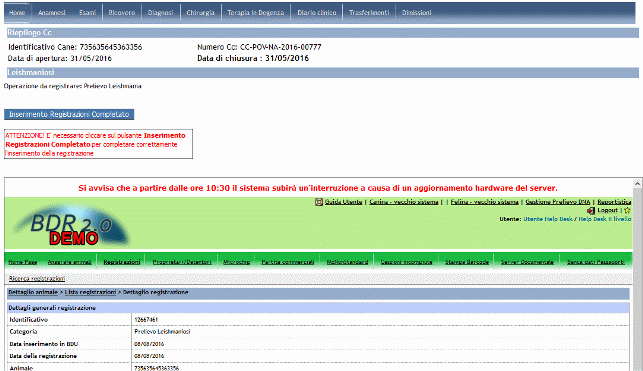 Home Anamnesi Esami Ricovero Diagnosi Chirurgia Terapia in Degenza Diario clinico Trasferimenti Dimissioni
Riepilogo Cc
Identificativo Cane: 735635645363356 Numero Cc: CC-POV-NA-2016-00777
Data di apertura: 31/05/2016 Data di chiusura : 31/05/2016
Leishmaniosi
Operazione da registrare: Prelievo Leishmania
Inserimento Registrazioni Completato
ATTENZIONE! E' necessario cliccare sul pulsante Inserimento
Registrazioni Completato per completare correttamente
l'inserimento della registrazione
Si avvisa che a partire dalle ore 10:30 il sistema subirà un'interruzione a causa di un aggiornamento hardware del server.
Guida Utente | Canina - vecchio sistema | | Felina - vecchio sistema | Gestione Prelievo DNA | Reportistica
Logout |
Utente: Utente Help Desk / Help Desk II livello
BDR 2.0
DEMO
Home Page Anagrafe animali Registrazioni Proprietari/Detentori Microchip Partite commerciali Cessioni Incomplete Stampa Barcode Server Documentale
Ricerca registrazioni
Dettaglio animale > Lista registrazioni > Dettaglio registrazione
Dettagli generali registrazione
Identificativo 12667461
Categoria Prelievo Leishmaniosi
Data inserimento in BDU 08/08/2016
Data della registrazione 08/08/2016
Animale 735635645363356